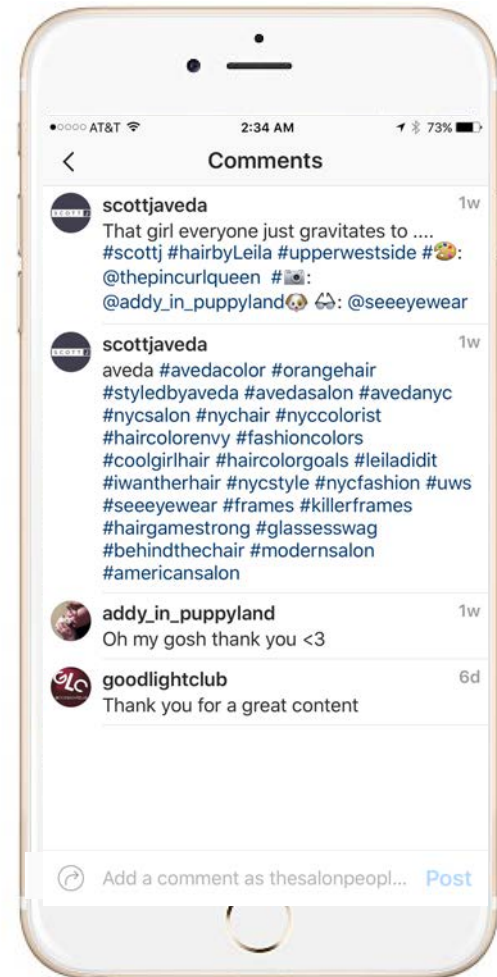 AT&T 2:34 AM 73%
Comments
scottjaveda 1w
That girl everyone just gravitates to ....
#scottj #hairbyLeila #upperwestside #🎨:
@thepincurlqueen #📷:
@addy_in_puppyland🐶 👓: @seeeyewear
scottjaveda 1w
aveda #avedacolor #orangehair
#styledbyaveda #avedasalon #avedanyc
#nycsalon #nychair #nyccolorist
#haircolorenvy #fashioncolors
#coolgirlhair #haircolorgoals #leiladidit
#iwantherhair #nycstyle #nycfashion #uws
#seeeyewear #frames #killerframes
#hairgamestrong #glassesswag
#behindthechair #modernsalon
#americansalon
addy_in_puppyland 1w
Oh my gosh thank you <3
goodlightclub 6d
Thank you for a great content
Add a comment as thesalonpeopl... Post